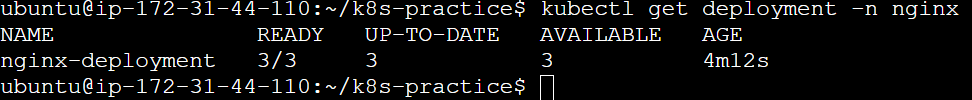 ubuntu@ip-172-31-44-110:~/k8s-practice$ kubectl get deployment -n nginx
NAME               READY   UP-TO-DATE   AVAILABLE   AGE
nginx-deployment   3/3     3            3           4m12s
ubuntu@ip-172-31-44-110:~/k8s-practice$